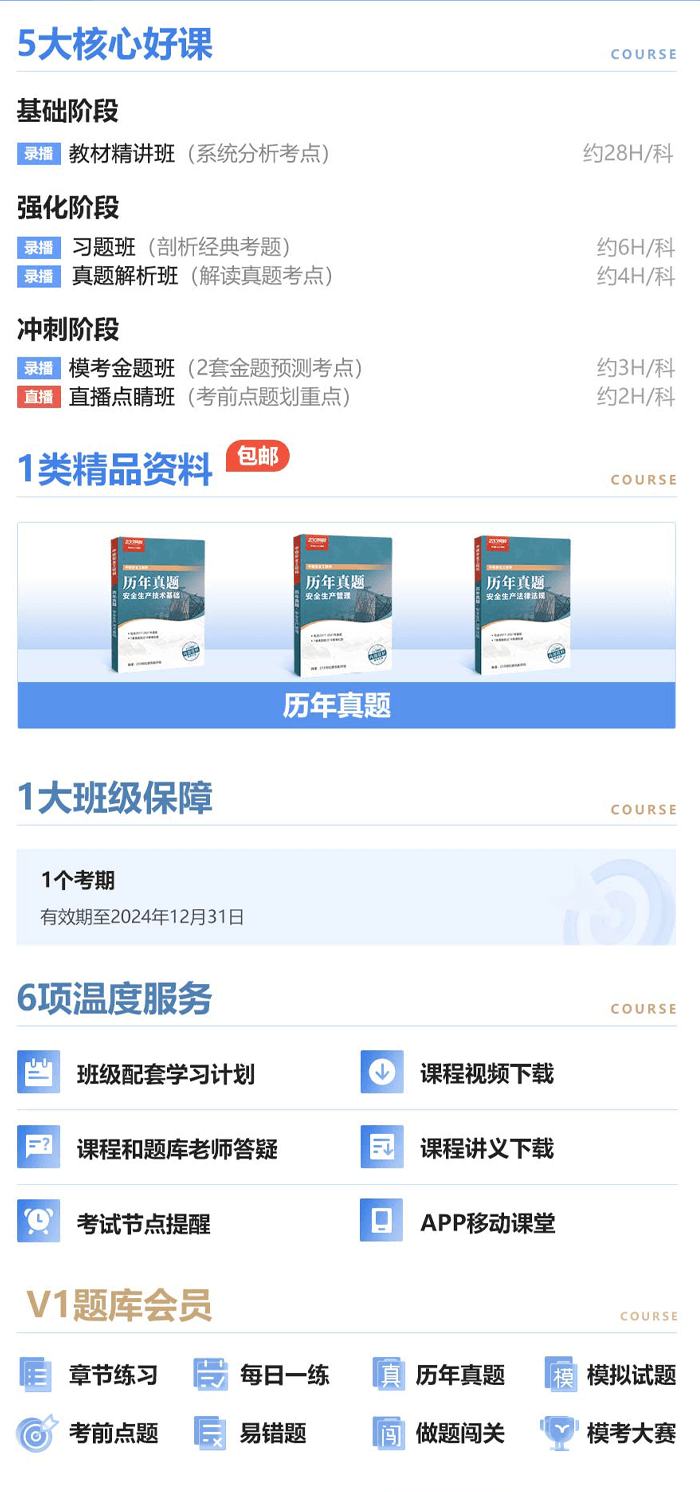 5大核心好课
COURSE
基础阶段
录播 教材精讲班（系统分析考点） 约28H/科
强化阶段
录播 习题班（剖析经典考题） 约6H/科
录播 真题解析班（解读真题考点） 约4H/科
冲刺阶段
录播 模考金题班（2套金题预测考点） 约3H/科
直播 直播点睛班（考前点题划重点） 约2H/科
1类精品资料 包邮
COURSE
历年真题 历年真题 历年真题
安全生产技术基础 安全生产管理 安全生产法律法规
历年真题
1大班级保障
COURSE
1个考期
有效期至2024年12月31日
6项温度服务
COURSE
班级配套学习计划 课程视频下载
课程和题库老师答疑 课程讲义下载
考试节点提醒 APP移动课堂
V1题库会员
COURSE
章节练习 每日一练 真 历年真题 模 模拟试题
考前点题 易错题 闯 做题闯关 模考大赛